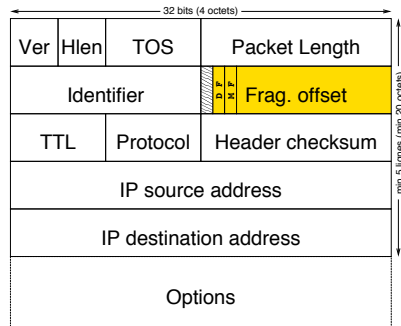 32 bits (4 octets)
Ver Hlen TOS Packet Length
Identifier D F M F Frag. offset
TTL Protocol Header checksum
min 5 lignes (min 20 octets)
IP source address
IP destination address
Options